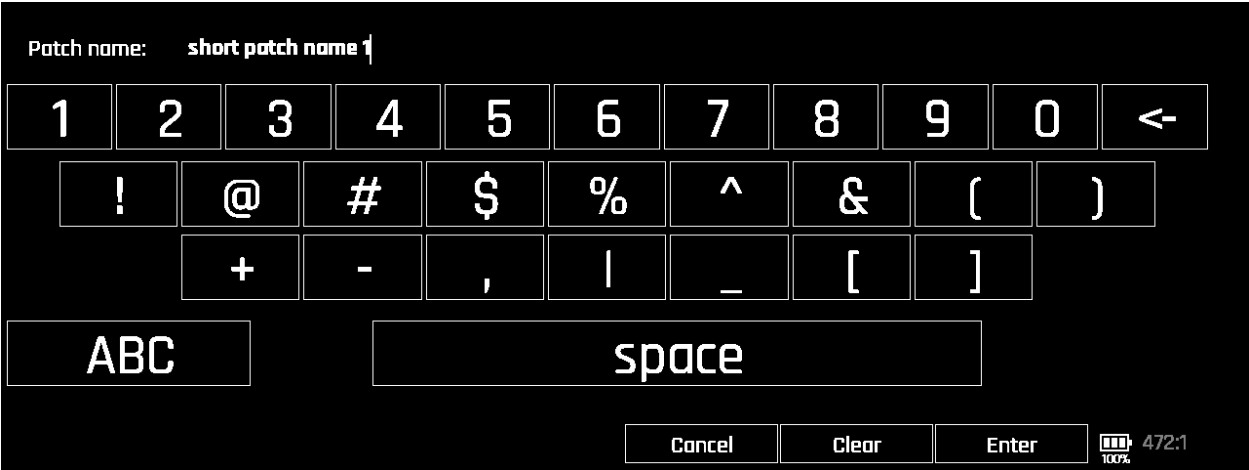 Patch name: short patch name 1
1 2 3 4 5 6 7 8 9 0 <-
! @ # $ % ^ & ( )
+ - , | _ [ ]
ABC space
Cancel Clear Enter 100% 472:1